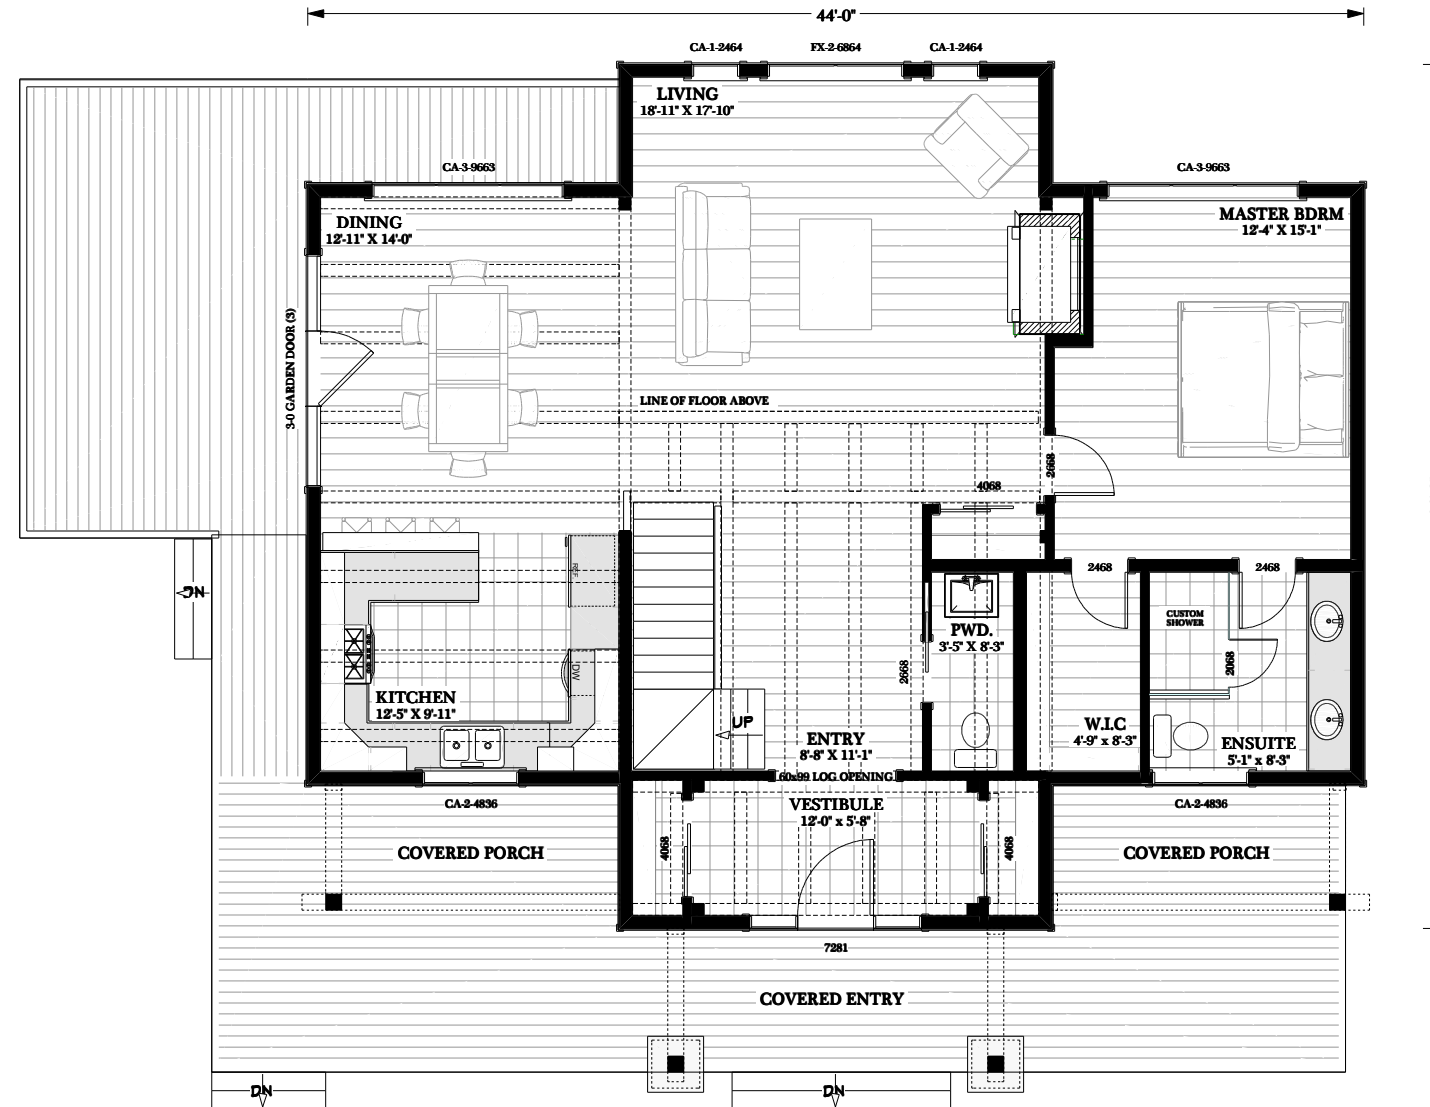 44'-0"
CA-1-2464
FX-2-6864
CA-1-2464
LIVING
18'-11" X 17'-10"
CA-3-9663
CA-3-9663
DINING
12'-11" X 14'-0"
MASTER BDRM
12'-4" X 15'-1"
3-0 GARDEN DOOR (3)
LINE OF FLOOR ABOVE
2668
4068
DN
REF.
2468
2468
CUSTOM
SHOWER
PWD.
3'-5" X 8'-3"
2668
2068
DW
KITCHEN
12'-5" X 9'-11"
UP
ENTRY
8'-8" X 11'-1"
W.I.C
4'-9" x 8'-3"
ENSUITE
5'-1" x 8'-3"
60x99 LOG OPENING
CA-2-4836
VESTIBULE
12'-0" x 5'-8"
CA-2-4836
4068
4068
COVERED PORCH
COVERED PORCH
7281
COVERED ENTRY
DN
DN